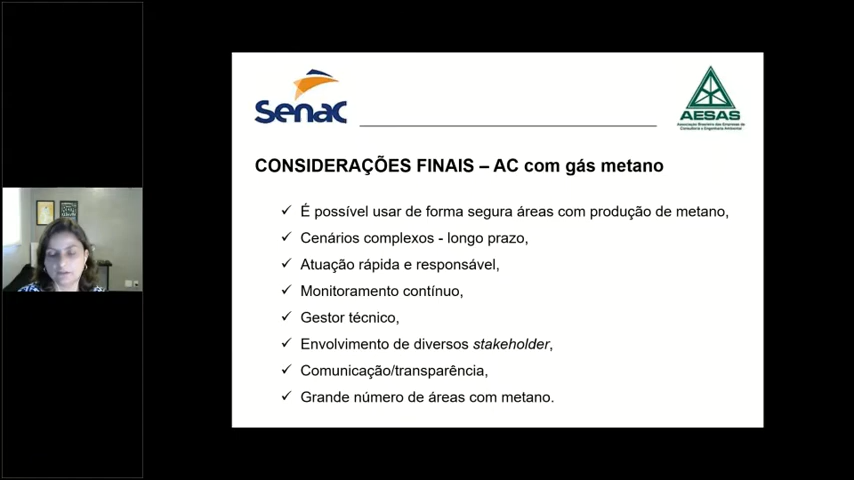 senac
AESAS
Associação Brasileira das Empresas de
Consultoria e Engenharia Ambiental
CONSIDERAÇÕES FINAIS – AC com gás metano
✓ É possível usar de forma segura áreas com produção de metano,
✓ Cenários complexos - longo prazo,
✓ Atuação rápida e responsável,
✓ Monitoramento contínuo,
✓ Gestor técnico,
✓ Envolvimento de diversos stakeholder,
✓ Comunicação/transparência,
✓ Grande número de áreas com metano.